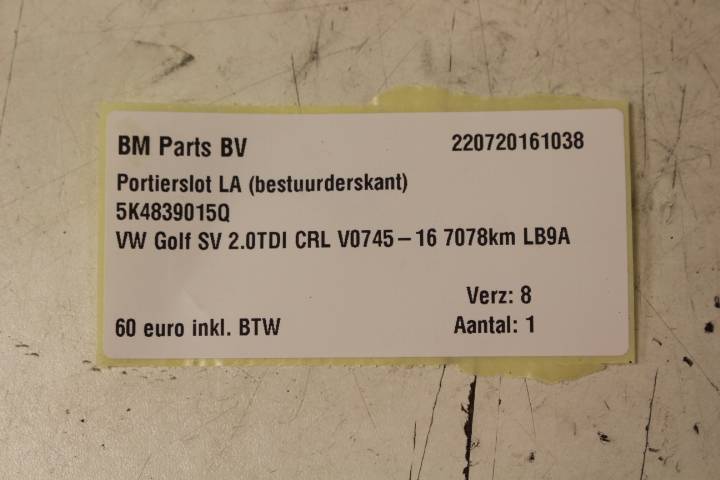 BM Parts BV 220720161038
Portierslot LA (bestuurderskant)
5K4839015Q
VW Golf SV 2.0TDI CRL V0745-16 7078km LB9A
Verz: 8
60 euro inkl. BTW Aantal: 1